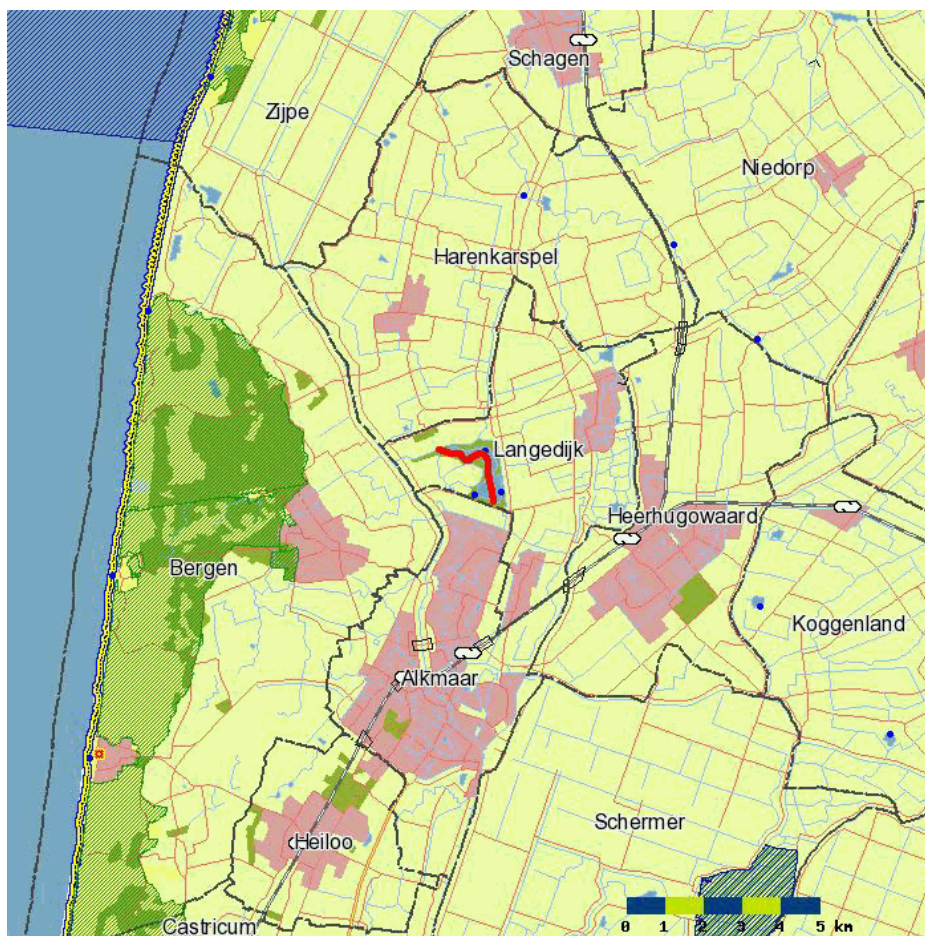 Schagen
Zijpe
Niedorp
Harenkarspel
Langedijk
Heerhugowaard
Bergen
Koggenland
Alkmaar
Schermer
Heiloo
0 1 2 3 4 5 km
Castricum